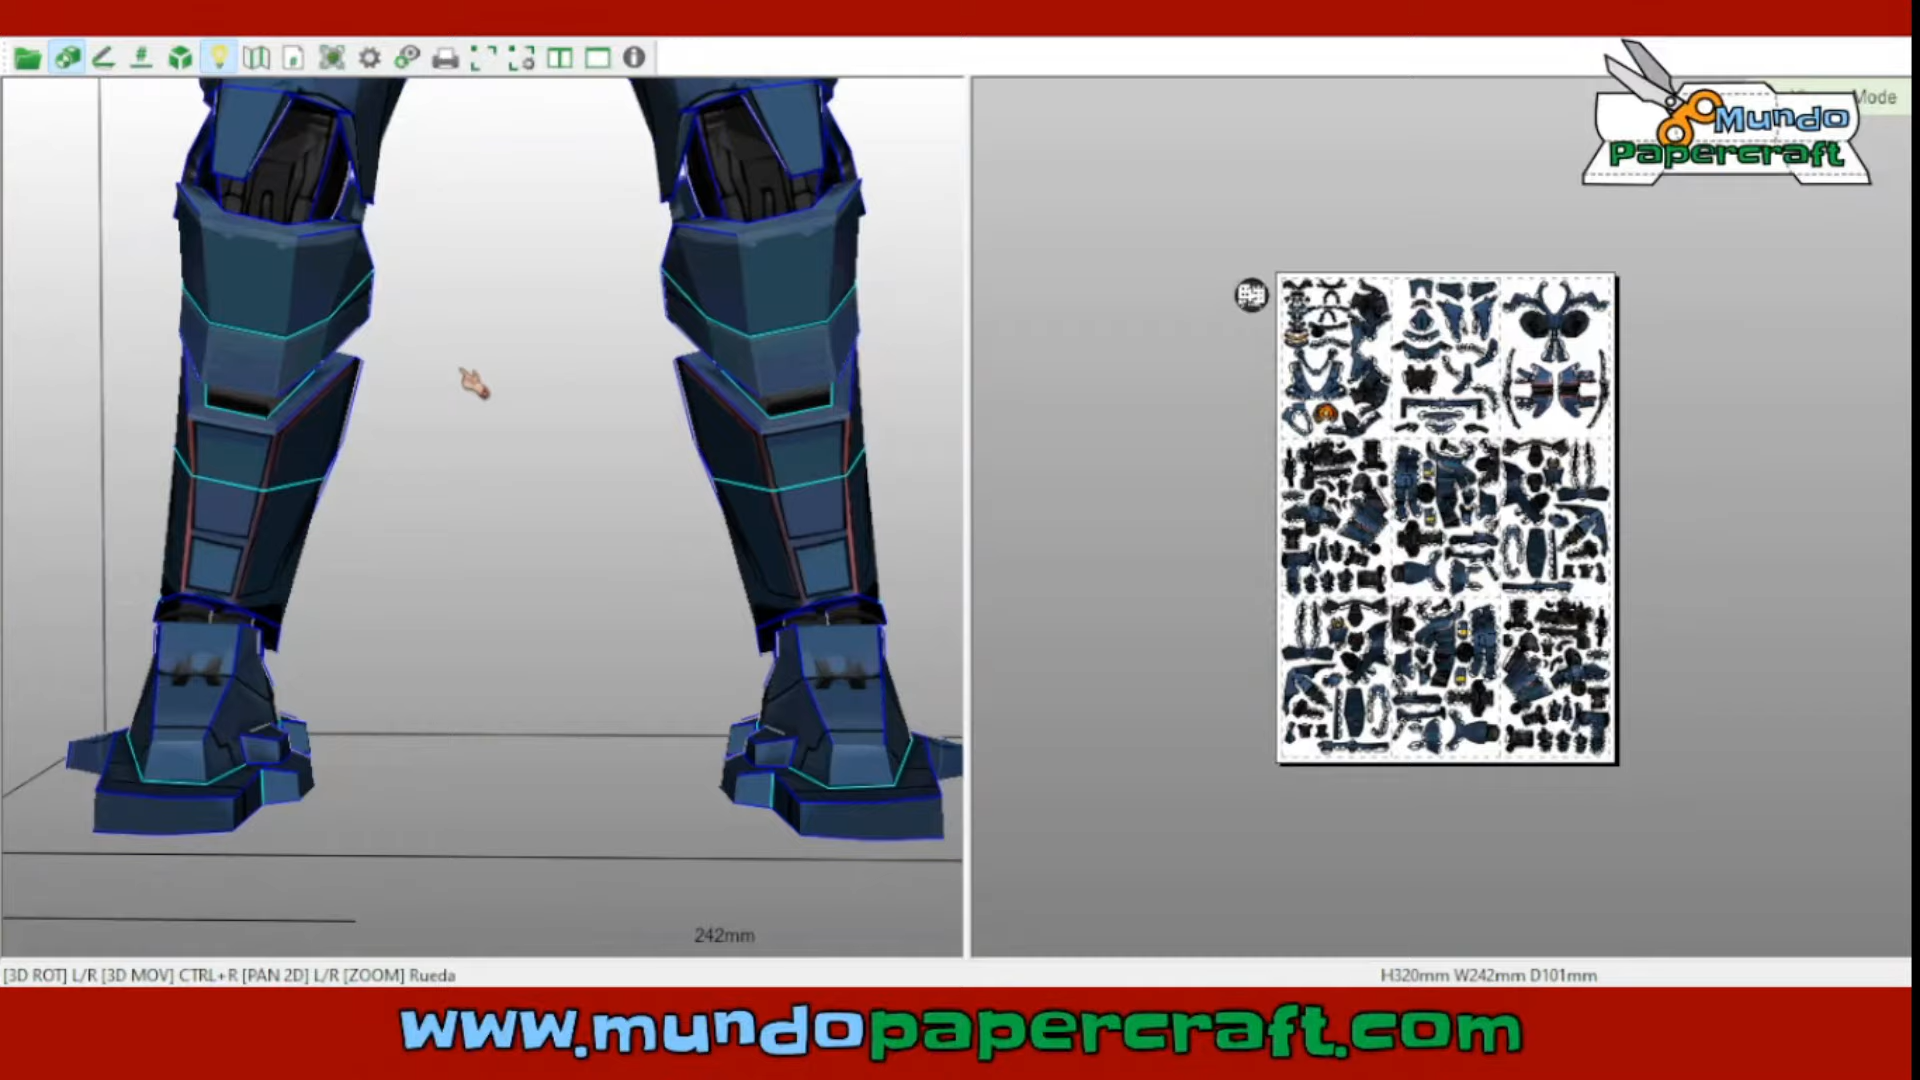 Mundo
Papercraft
Mode
242mm
[3D ROT] L/R [3D MOV] CTRL+R [PAN 2D] L/R [ZOOM] Rueda
H320mm W242mm D101mm
www.mundopapercraft.com